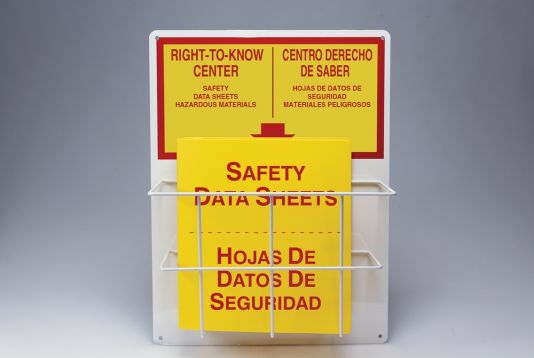 RIGHT-TO-KNOW
CENTER
SAFETY
DATA SHEETS
HAZARDOUS MATERIALS
CENTRO DERECHO
DE SABER
HOJAS DE DATOS DE
SEGURIDAD
MATERIALES PELIGROSOS
SAFETY
DATA SHEETS
HOJAS DE
DATOS DE
SEGURIDAD